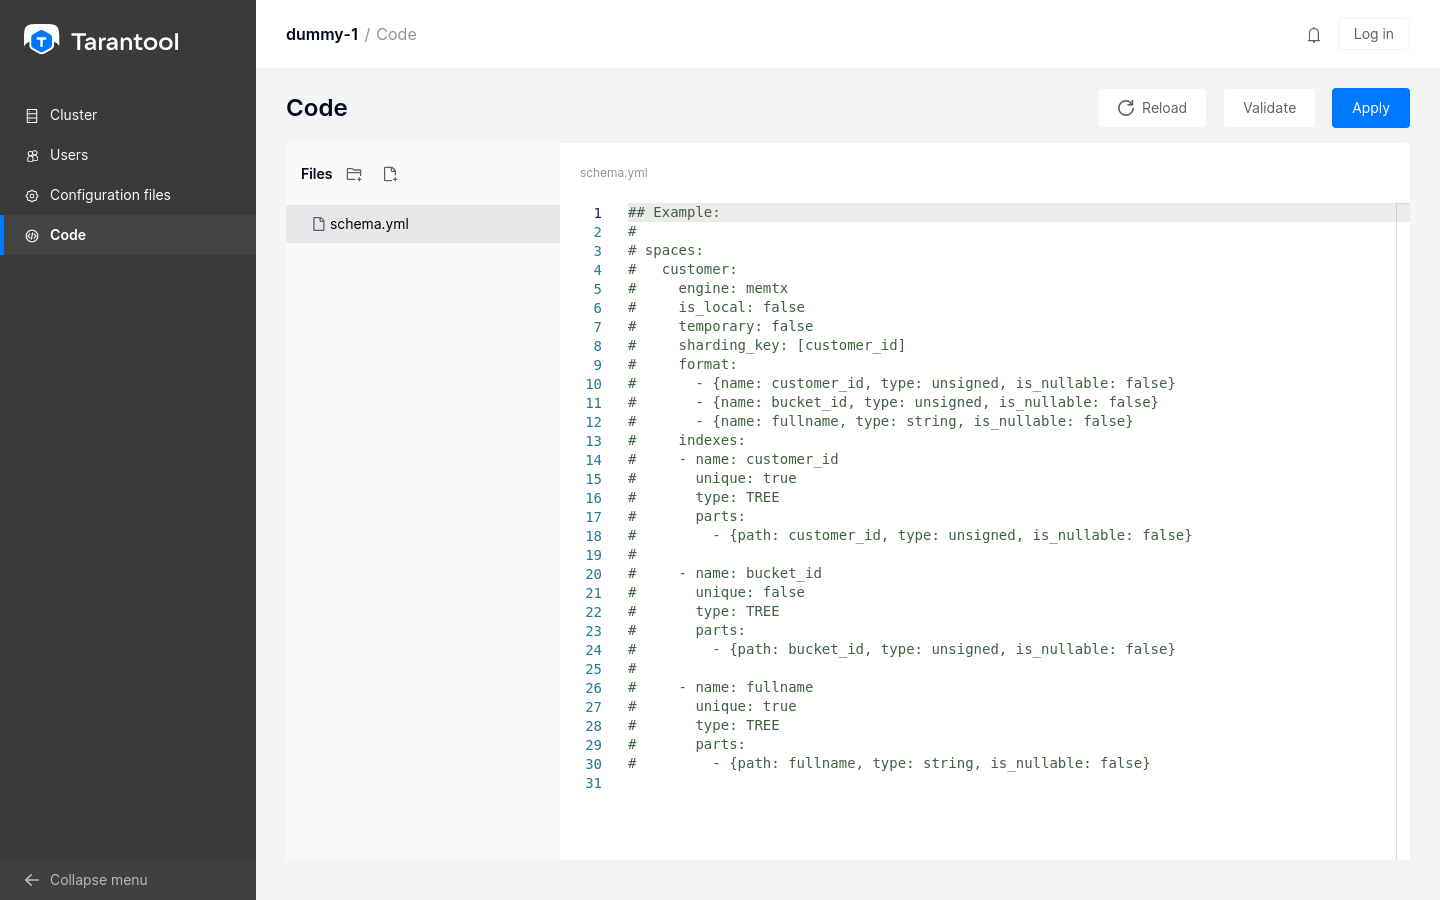 Tarantool
dummy-1 / Code
Log in
Cluster
Users
Configuration files
Code
Collapse menu
Code
Reload
Validate
Apply
Files
schema.yml
schema.yml
1 ## Example:
2 #
3 # spaces:
4 #   customer:
5 #     engine: memtx
6 #     is_local: false
7 #     temporary: false
8 #     sharding_key: [customer_id]
9 #     format:
10 #       - {name: customer_id, type: unsigned, is_nullable: false}
11 #       - {name: bucket_id, type: unsigned, is_nullable: false}
12 #       - {name: fullname, type: string, is_nullable: false}
13 #     indexes:
14 #     - name: customer_id
15 #       unique: true
16 #       type: TREE
17 #       parts:
18 #         - {path: customer_id, type: unsigned, is_nullable: false}
19 #
20 #     - name: bucket_id
21 #       unique: false
22 #       type: TREE
23 #       parts:
24 #         - {path: bucket_id, type: unsigned, is_nullable: false}
25 #
26 #     - name: fullname
27 #       unique: true
28 #       type: TREE
29 #       parts:
30 #         - {path: fullname, type: string, is_nullable: false}
31